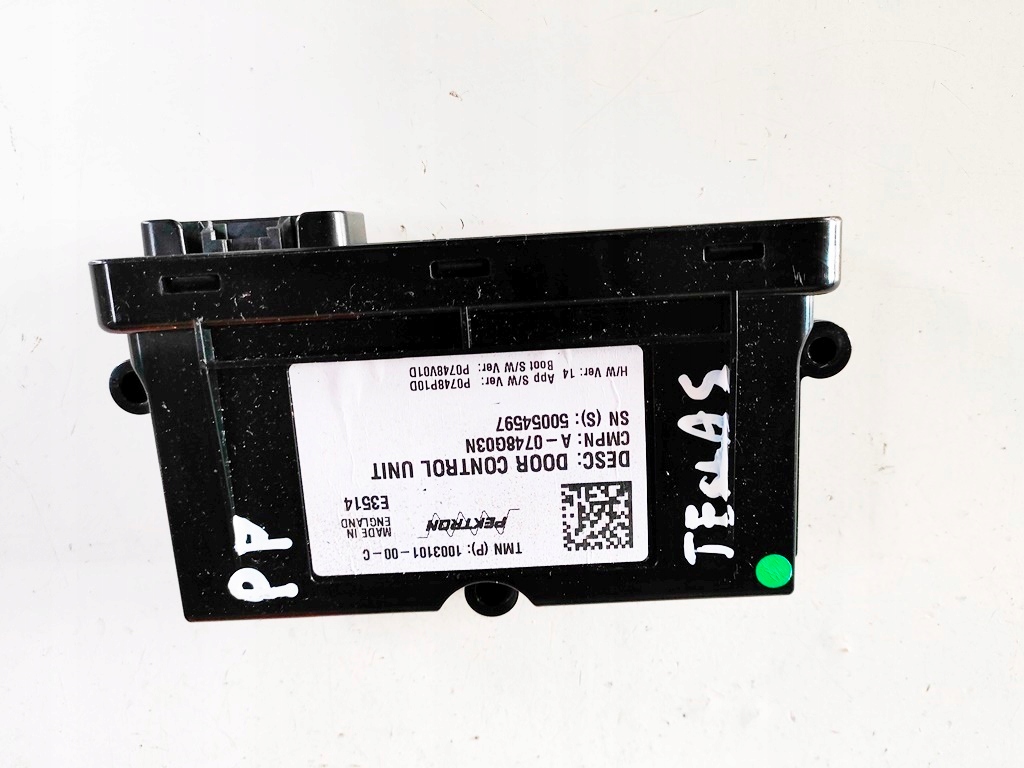 TMN (P): 1003101-00-C
PEKTRON
MADE IN
ENGLAND
E3514
DESC: DOOR CONTROL UNIT
CMPN: A-0748G03N
SN (S): 50054597
H/W Ver: 14 App S/W Ver: P0748P10D
Boot S/W Ver: P0748V01D
PA
TESLA S